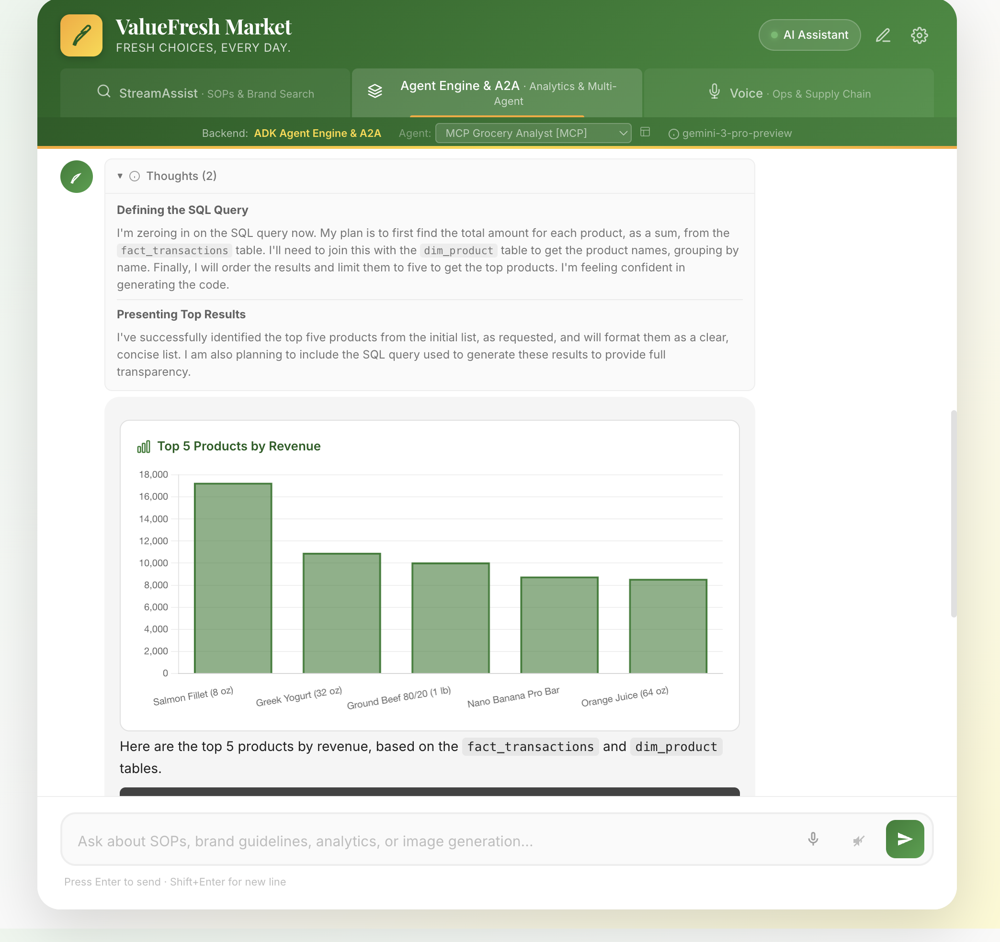 ValueFresh Market
FRESH CHOICES, EVERY DAY.
AI Assistant
StreamAssist · SOPs & Brand Search
Agent Engine & A2A · Analytics & Multi-
Agent
Voice · Ops & Supply Chain
Backend: ADK Agent Engine & A2A Agent: MCP Grocery Analyst [MCP] gemini-3-pro-preview
Thoughts (2)
Defining the SQL Query
I'm zeroing in on the SQL query now. My plan is to first find the total amount for each product, as a sum, from the
fact_transactions table. I'll need to join this with the dim_product table to get the product names, grouping by
name. Finally, I will order the results and limit them to five to get the top products. I'm feeling confident in
generating the code.
Presenting Top Results
I've successfully identified the top five products from the initial list, as requested, and will format them as a clear,
concise list. I am also planning to include the SQL query used to generate these results to provide full
transparency.
Top 5 Products by Revenue
18,000
16,000
14,000
12,000
10,000
8,000
6,000
4,000
2,000
0
Salmon Fillet (8 oz)
Greek Yogurt (32 oz)
Ground Beef 80/20 (1 lb)
Nano Banana Pro Bar
Orange Juice (64 oz)
Here are the top 5 products by revenue, based on the fact_transactions and dim_product
tables.
Ask about SOPs, brand guidelines, analytics, or image generation...
Press Enter to send · Shift+Enter for new line